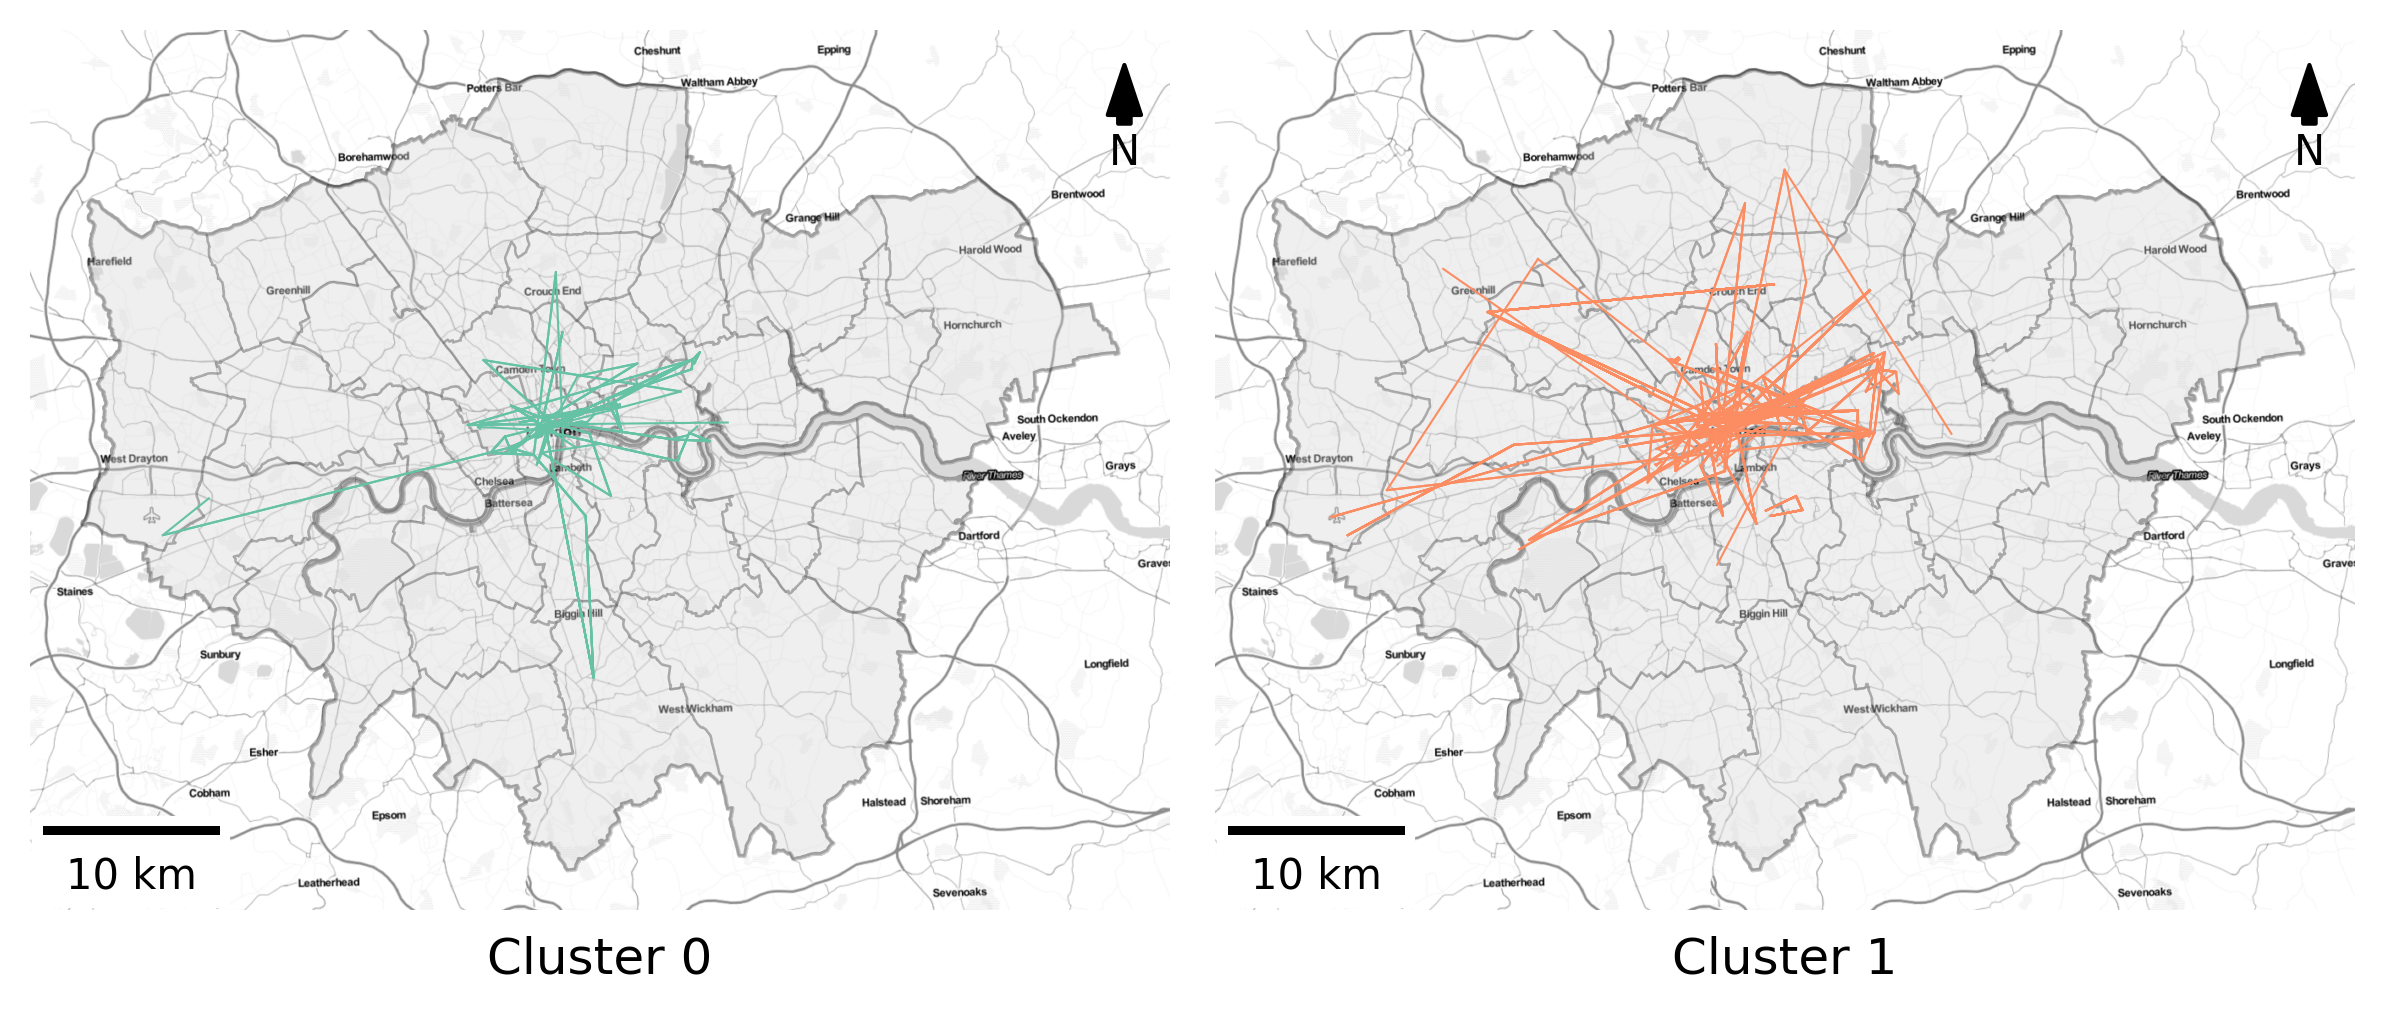 Cheshunt
Epping
Waltham Abbey
Potters Bar
N
Borehamwood
Brentwood
Grange Hill
Harold Wood
Harefield
Greenhill
Crouch End
Hornchurch
Camden Town
South Ockendon
Aveley
West Drayton
Lambeth
Grays
River Thames
Chelsea
Battersea
Dartford
Graves
Staines
Biggin Hill
Sunbury
Longfield
West Wickham
Esher
Cobham
Halstead
Shoreham
Epsom
10 km
Leatherhead
Sevenoaks
Cluster 0
Cheshunt
Epping
Waltham Abbey
Potters Bar
N
Borehamwood
Brentwood
Grange Hill
Harold Wood
Harefield
Greenhill
Crouch End
Hornchurch
Camden Town
South Ockendon
Aveley
West Drayton
Lambeth
Grays
River Thames
Chelsea
Battersea
Dartford
Graves
Staines
Biggin Hill
Sunbury
Longfield
West Wickham
Esher
Cobham
Halstead
Shoreham
Epsom
10 km
Leatherhead
Sevenoaks
Cluster 1